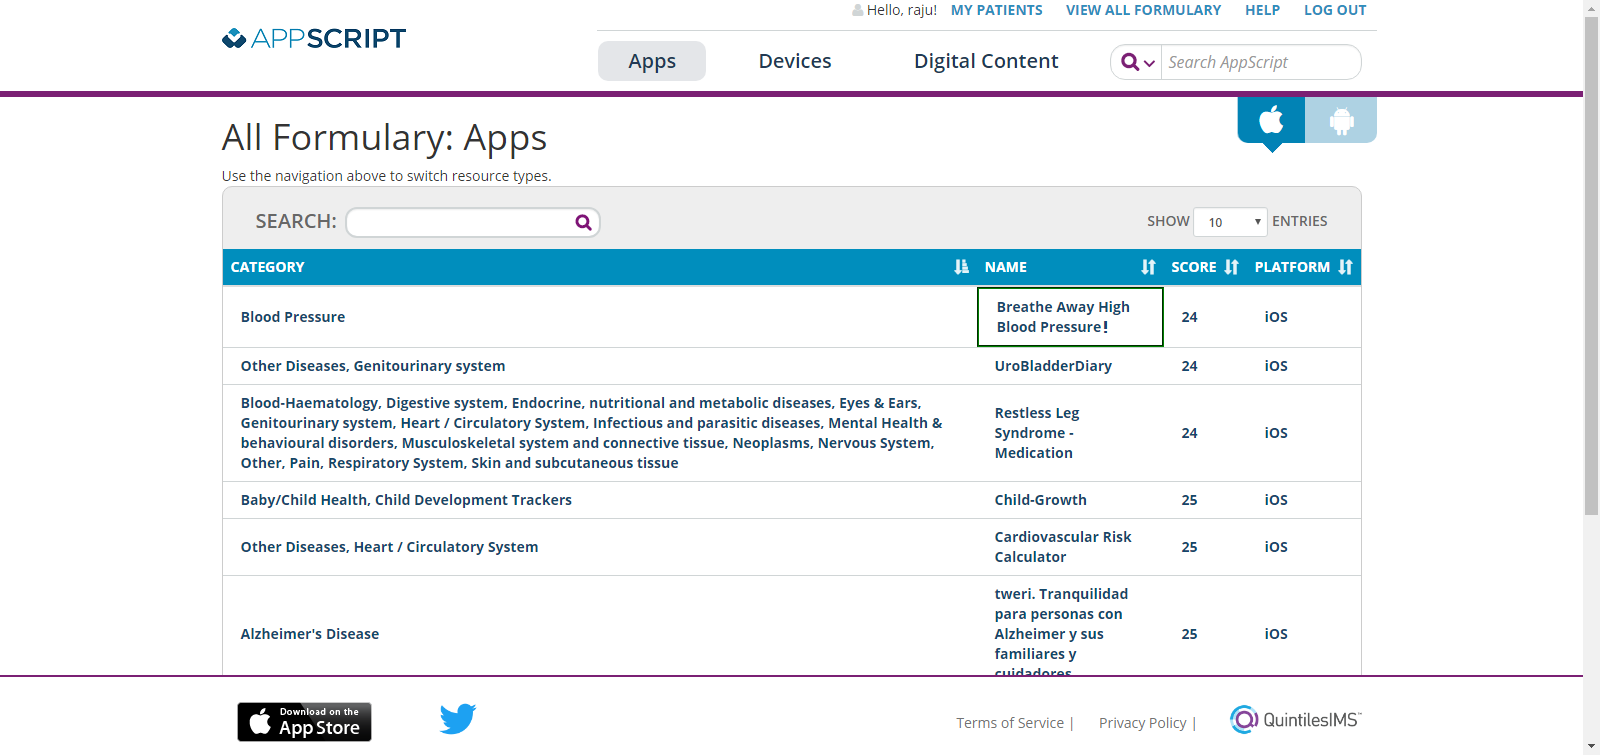 Hello, raju! MY PATIENTS VIEW ALL FORMULARY HELP LOG OUT
APPSCRIPT
Apps Devices Digital Content Search AppScript
All Formulary: Apps
Use the navigation above to switch resource types.
SEARCH: SHOW 10 ENTRIES
CATEGORY NAME SCORE PLATFORM
Blood Pressure Breathe Away High Blood Pressure! 24 iOS
Other Diseases, Genitourinary system UroBladderDiary 24 iOS
Blood-Haematology, Digestive system, Endocrine, nutritional and metabolic diseases, Eyes & Ears,
Genitourinary system, Heart / Circulatory System, Infectious and parasitic diseases, Mental Health &
behavioural disorders, Musculoskeletal system and connective tissue, Neoplasms, Nervous System,
Other, Pain, Respiratory System, Skin and subcutaneous tissue
Restless Leg
Syndrome -
Medication
24 iOS
Baby/Child Health, Child Development Trackers Child-Growth 25 iOS
Other Diseases, Heart / Circulatory System
Cardiovascular Risk
Calculator
25 iOS
Alzheimer's Disease
tweri. Tranquilidad
para personas con
Alzheimer y sus
familiares y
cuidadores
25 iOS
Download on the
App Store
Terms of Service | Privacy Policy | QuintilesIMS™